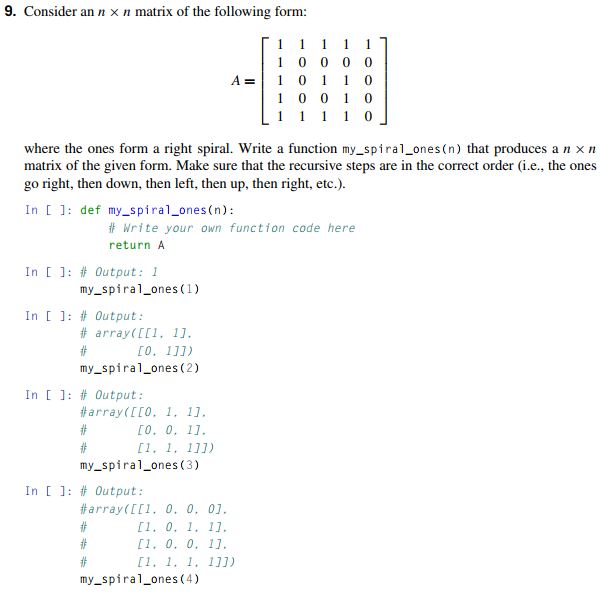 9. Consider an n × n matrix of the following form:
1 1 1 1 1
1 0 0 0 0
A = 1 0 1 1 0
1 0 0 1 0
1 1 1 1 0
where the ones form a right spiral. Write a function my_spiral_ones(n) that produces a n × n
matrix of the given form. Make sure that the recursive steps are in the correct order (i.e., the ones
go right, then down, then left, then up, then right, etc.).
In [ ]: def my_spiral_ones(n):
# Write your own function code here
return A
In [ ]: # Output: 1
my_spiral_ones(1)
In [ ]: # Output:
# array([[1, 1],
# [0, 1]])
my_spiral_ones(2)
In [ ]: # Output:
#array([[0, 1, 1],
# [0, 0, 1],
# [1, 1, 1]])
my_spiral_ones(3)
In [ ]: # Output:
#array([[1, 0, 0, 0],
# [1, 0, 1, 1],
# [1, 0, 0, 1],
# [1, 1, 1, 1]])
my_spiral_ones(4)